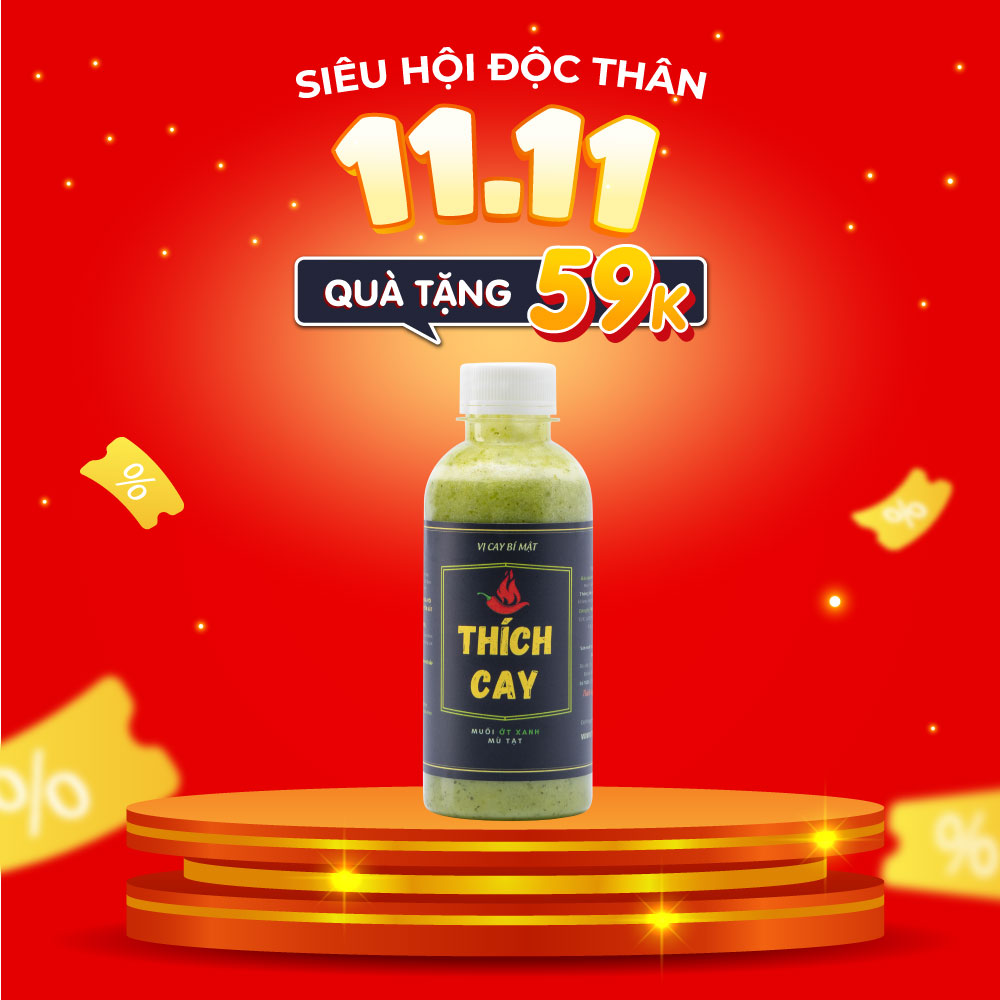 SIÊU HỘI ĐỘC THÂN
11.11
QUÀ TẶNG 59K
VỊ CAY BÍ MẬT
THÍCH
CAY
MUỐI ỚT XANH
MÙ TẠT
%
%
%
%